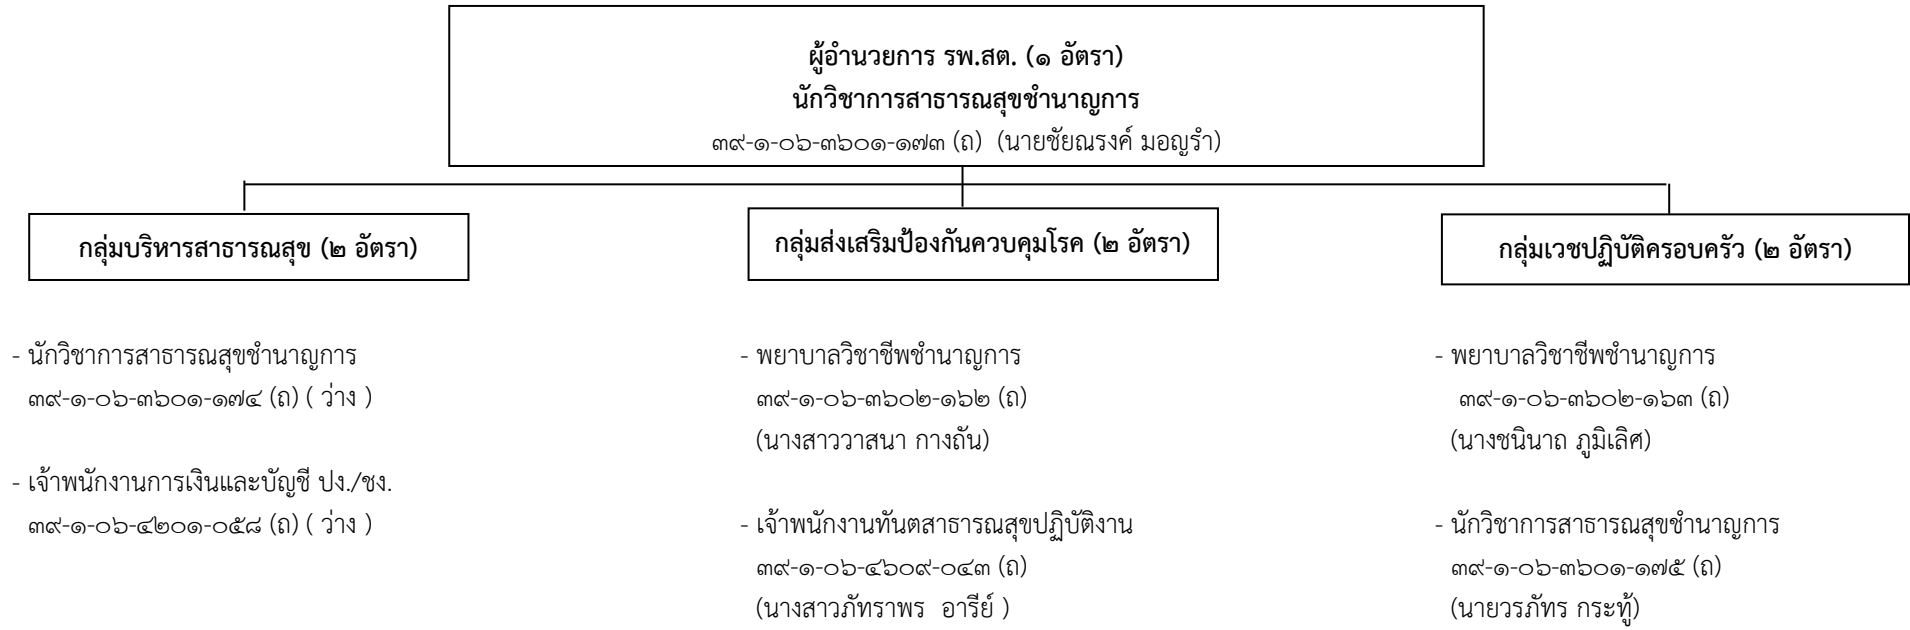 ผู้อำนวยการ รพ.สต. (๑ อัตรา)
นักวิชาการสาธารณสุขชำนาญการ
๓๙-๑-๐๖-๓๖๐๑-๑๗๓ (ถ) (นายชัยณรงค์ มอญรำ)
กลุ่มบริหารสาธารณสุข (๒ อัตรา)
- นักวิชาการสาธารณสุขชำนาญการ
๓๙-๑-๐๖-๓๖๐๑-๑๗๔ (ถ) ( ว่าง )
- เจ้าพนักงานการเงินและบัญชี ปง./ชง.
๓๙-๑-๐๖-๔๒๐๑-๐๕๘ (ถ) ( ว่าง )
กลุ่มส่งเสริมป้องกันควบคุมโรค (๒ อัตรา)
- พยาบาลวิชาชีพชำนาญการ
๓๙-๑-๐๖-๓๖๐๒-๑๖๒ (ถ)
(นางสาววาสนา กางถัน)
- เจ้าพนักงานทันตสาธารณสุขปฏิบัติงาน
๓๙-๑-๐๖-๔๖๐๙-๐๔๓ (ถ)
(นางสาวภัทราพร อารีย์ )
กลุ่มเวชปฏิบัติครอบครัว (๒ อัตรา)
- พยาบาลวิชาชีพชำนาญการ
๓๙-๑-๐๖-๓๖๐๒-๑๖๓ (ถ)
(นางชนินาถ ภูมิเลิศ)
- นักวิชาการสาธารณสุขชำนาญการ
๓๙-๑-๐๖-๓๖๐๑-๑๗๕ (ถ)
(นายวรภัทร กระทู้)